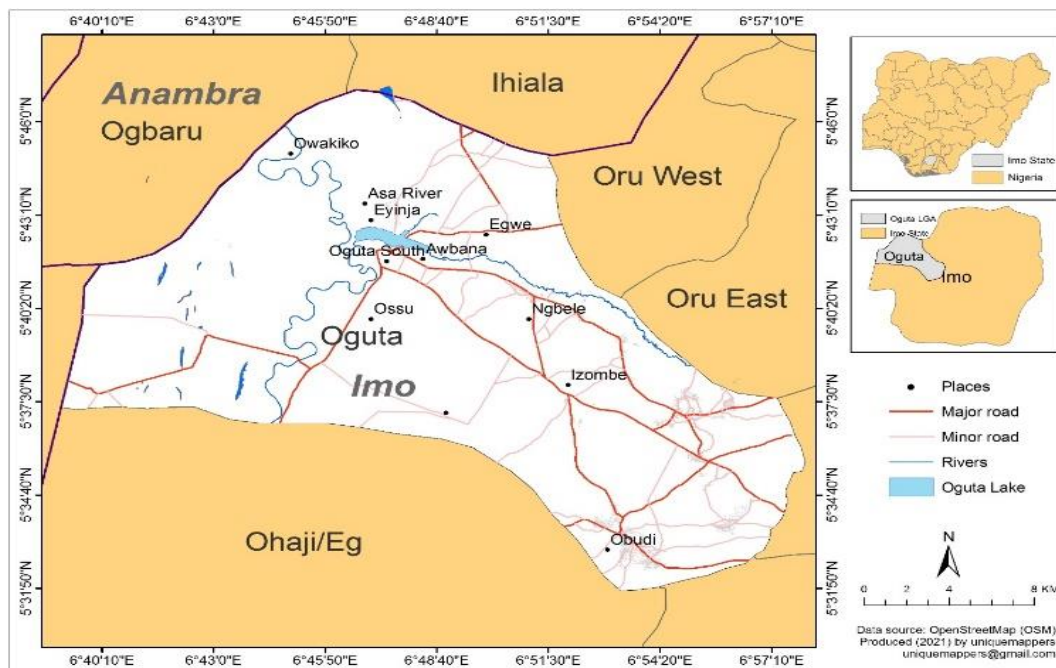 6°40'10"E 6°43'0"E 6°45'50"E 6°48'40"E 6°51'30"E 6°54'20"E 6°57'10"E
5°46'0"N
5°43'10"N
5°40'20"N
5°37'30"N
5°34'40"N
5°31'50"N
Anambra
Ogbaru
Ihiala
Owakiko
Oru West
Asa River
Eyinja
Egwe
Oguta South
Awbana
Oru East
Ossu
Ngbele
Oguta
Imo
Izombe
Ohaji/Eg
Obudi
5°46'0"N
5°43'10"N
5°40'20"N
5°37'30"N
5°34'40"N
5°31'50"N
6°40'10"E 6°43'0"E 6°45'50"E 6°48'40"E 6°51'30"E 6°54'20"E 6°57'10"E
Imo State
Nigeria
Oguta LGA
Imo State
Oguta
Imo
Places
Major road
Minor road
Rivers
Oguta Lake
N
0 2 4 8 KM
Data source: OpenStreetMap (OSM)
Produced (2021) by uniquemappers
uniquemappers@gmail.com